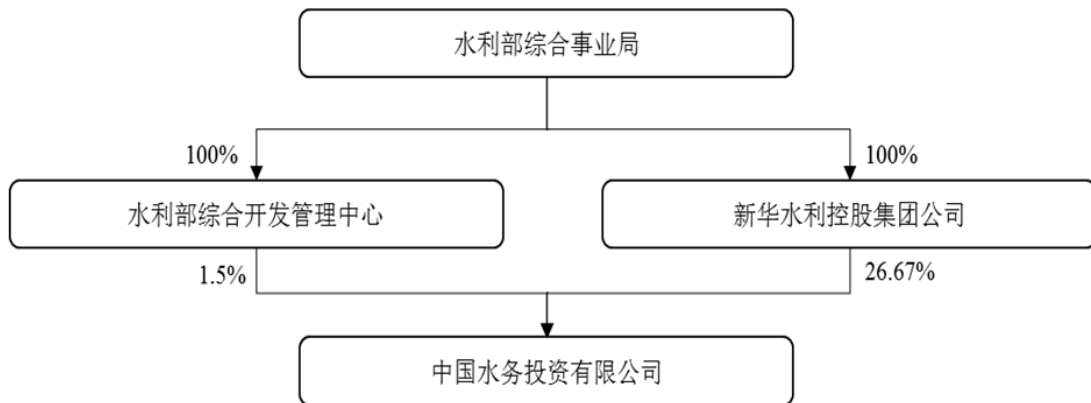 水利部综合事业局
100%
100%
水利部综合开发管理中心
新华水利控股集团公司
1.5%
26.67%
中国水务投资有限公司